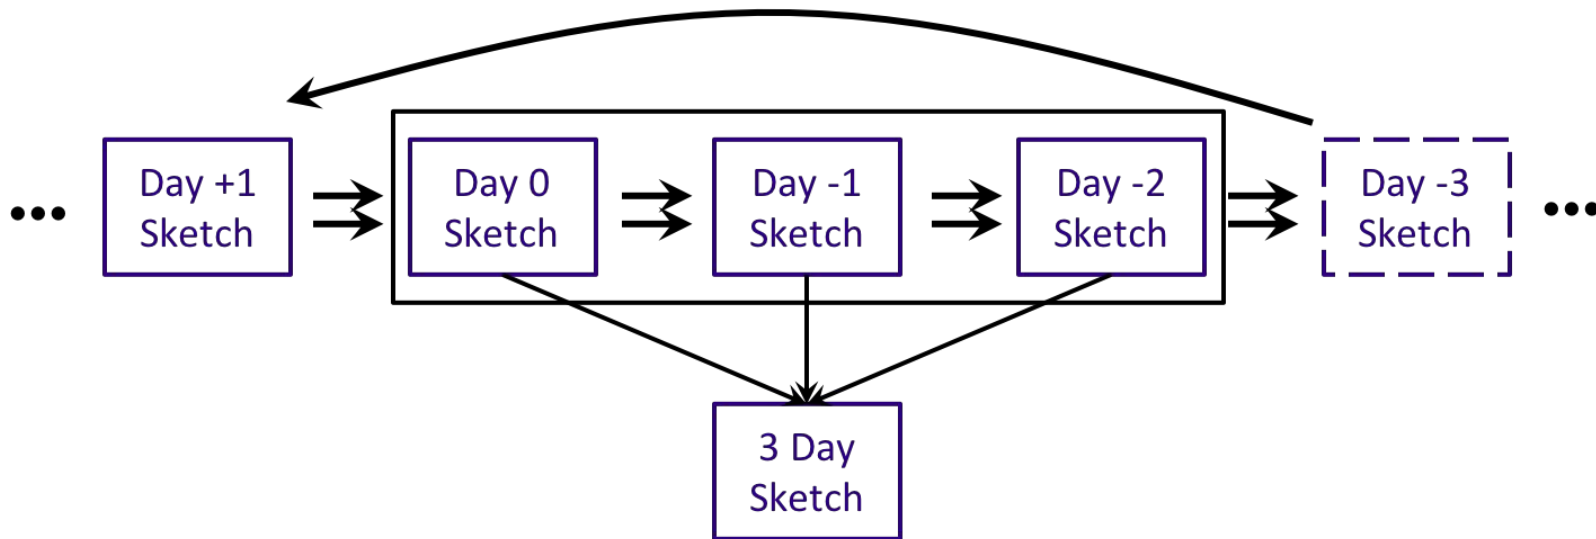 Day +1
Sketch
Day 0
Sketch
Day -1
Sketch
Day -2
Sketch
Day -3
Sketch
3 Day
Sketch